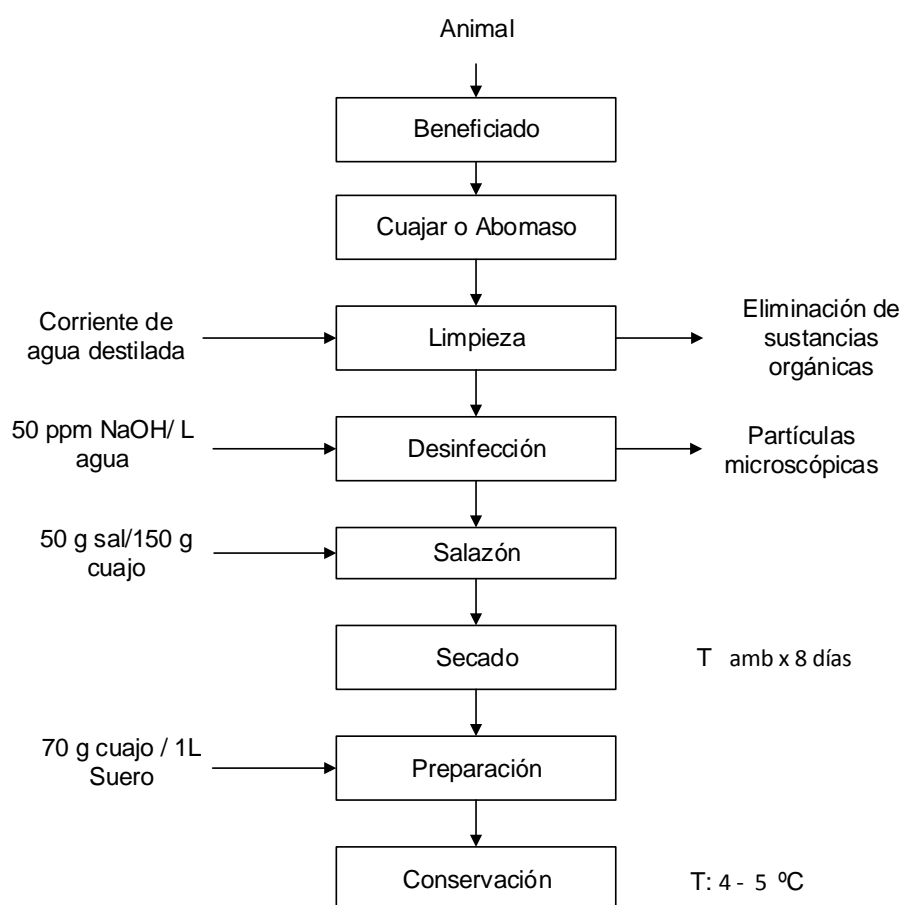 Animal
Beneficiado
Cuajar o Abomaso
Corriente de
agua destilada
Limpieza
Eliminación de
sustancias
orgánicas
50 ppm NaOH/ L
agua
Desinfección
Partículas
microscópicas
50 g sal/150 g
cuajo
Salazón
Secado
T amb x 8 días
70 g cuajo / 1L
Suero
Preparación
Conservación
T: 4 - 5 ºC